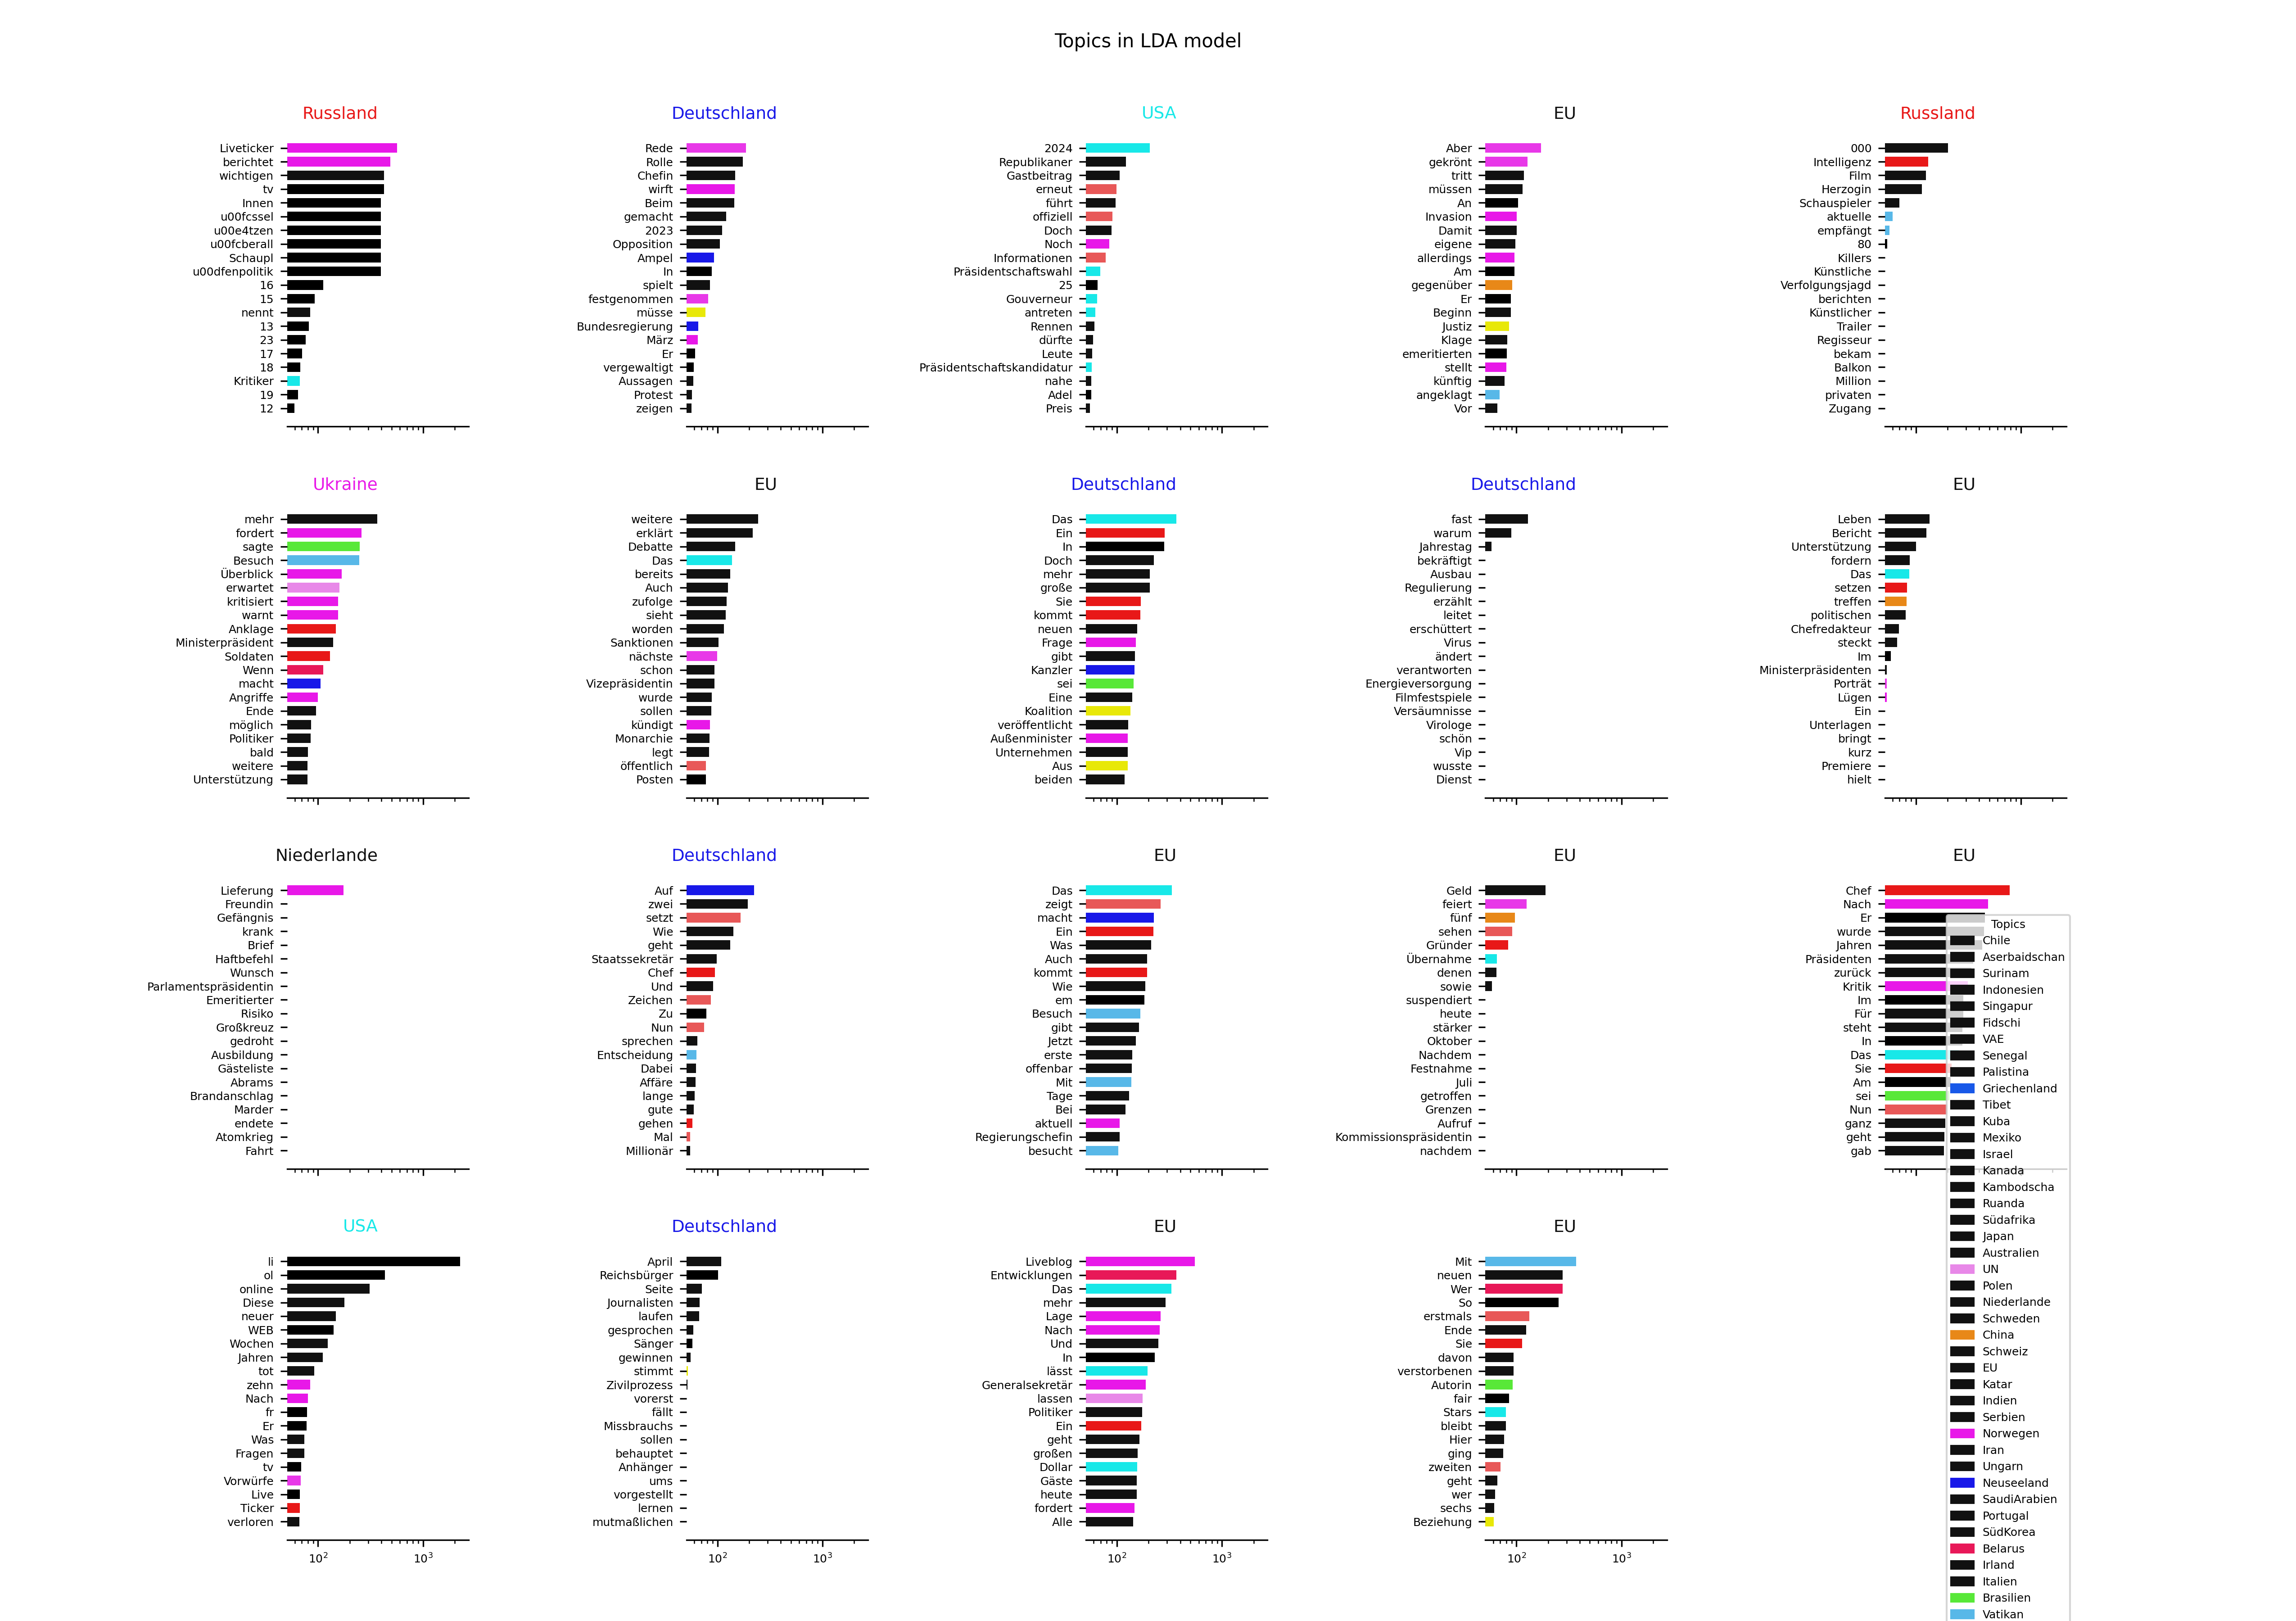 Topics in LDA model
Russland
Liveticker
berichtet
wichtigen
tv
Innen
u00fcssel
u00e4tzen
u00fcberall
Schaupl
u00dfenpolitik
16
15
nennt
13
23
17
18
Kritiker
19
12
Deutschland
Rede
Rolle
Chefin
wirft
Beim
gemacht
2023
Opposition
Ampel
In
spielt
festgenommen
müsse
Bundesregierung
März
Er
vergewaltigt
Aussagen
Protest
zeigen
USA
2024
Republikaner
Gastbeitrag
erneut
führt
offiziell
Doch
Noch
Informationen
Präsidentschaftswahl
25
Gouverneur
antreten
Rennen
dürfte
Leute
Präsidentschaftskandidatur
nahe
Adel
Preis
EU
Aber
gekrönt
tritt
müssen
An
Invasion
Damit
eigene
allerdings
Am
gegenüber
Er
Beginn
Justiz
Klage
emeritierten
stellt
künftig
angeklagt
Vor
Russland
000
Intelligenz
Film
Herzogin
Schauspieler
aktuelle
empfängt
80
Killers
Künstliche
Verfolgungsjagd
berichten
Künstlicher
Trailer
Regisseur
bekam
Balkon
Million
privaten
Zugang
Ukraine
mehr
fordert
sagte
Besuch
Überblick
erwartet
kritisiert
warnt
Anklage
Ministerpräsident
Soldaten
Wenn
macht
Angriffe
Ende
möglich
Politiker
bald
weitere
Unterstützung
EU
weitere
erklärt
Debatte
Das
bereits
Auch
zufolge
sieht
worden
Sanktionen
nächste
schon
Vizepräsidentin
wurde
sollen
kündigt
Monarchie
legt
öffentlich
Posten
Deutschland
Das
Ein
In
Doch
mehr
große
Sie
kommt
neuen
Frage
gibt
Kanzler
sei
Eine
Koalition
veröffentlicht
Außenminister
Unternehmen
Aus
beiden
Deutschland
fast
warum
Jahrestag
bekräftigt
Ausbau
Regulierung
erzählt
leitet
erschüttert
Virus
ändert
verantworten
Energieversorgung
Filmfestspiele
Versäumnisse
Virologe
schön
Vip
wusste
Dienst
EU
Leben
Bericht
Unterstützung
fordern
Das
setzen
treffen
politischen
Chefredakteur
steckt
Im
Ministerpräsidenten
Porträt
Lügen
Ein
Unterlagen
bringt
kurz
Premiere
hielt
Niederlande
Lieferung
Freundin
Gefängnis
krank
Brief
Haftbefehl
Wunsch
Parlamentspräsidentin
Emeritierter
Risiko
Großkreuz
gedroht
Ausbildung
Gästeliste
Abrams
Brandanschlag
Marder
endete
Atomkrieg
Fahrt
Deutschland
Auf
zwei
setzt
Wie
geht
Staatssekretär
Chef
Und
Zeichen
Zu
Nun
sprechen
Entscheidung
Dabei
Affäre
lange
gute
gehen
Mal
Millionär
EU
Das
zeigt
macht
Ein
Was
Auch
kommt
Wie
em
Besuch
gibt
Jetzt
erste
offenbar
Mit
Tage
Bei
aktuell
Regierungschefin
besucht
EU
Geld
feiert
fünf
sehen
Gründer
Übernahme
denen
sowie
suspendiert
heute
stärker
Oktober
Nachdem
Festnahme
Juli
getroffen
Grenzen
Aufruf
Kommissionspräsidentin
nachdem
EU
Chef
Nach
Er
wurde
Jahren
Präsidenten
zurück
Kritik
Im
Für
steht
In
Das
Sie
Am
sei
Nun
ganz
geht
gab
USA
li
ol
online
Diese
neuer
WEB
Wochen
Jahren
tot
zehn
Nach
fr
Er
Was
Fragen
tv
Vorwürfe
Live
Ticker
verloren
10² 10³
Deutschland
April
Reichsbürger
Seite
Journalisten
laufen
gesprochen
Sänger
gewinnen
stimmt
Zivilprozess
vorerst
fällt
Missbrauchs
sollen
behauptet
Anhänger
ums
vorgestellt
lernen
mutmaßlichen
10² 10³
EU
Liveblog
Entwicklungen
Das
mehr
Lage
Nach
Und
In
lässt
Generalsekretär
lassen
Politiker
Ein
geht
großen
Dollar
Gäste
heute
fordert
Alle
10² 10³
EU
Mit
neuen
Wer
So
erstmals
Ende
Sie
davon
verstorbenen
Autorin
fair
Stars
bleibt
Hier
ging
zweiten
geht
wer
sechs
Beziehung
10² 10³
Topics
Chile
Aserbaidschan
Surinam
Indonesien
Singapur
Fidschi
VAE
Senegal
Palistina
Griechenland
Tibet
Kuba
Mexiko
Israel
Kanada
Kambodscha
Ruanda
Südafrika
Japan
Australien
UN
Polen
Niederlande
Schweden
China
Schweiz
EU
Katar
Indien
Serbien
Norwegen
Iran
Ungarn
Neuseeland
SaudiArabien
Portugal
SüdKorea
Belarus
Irland
Italien
Brasilien
Vatikan